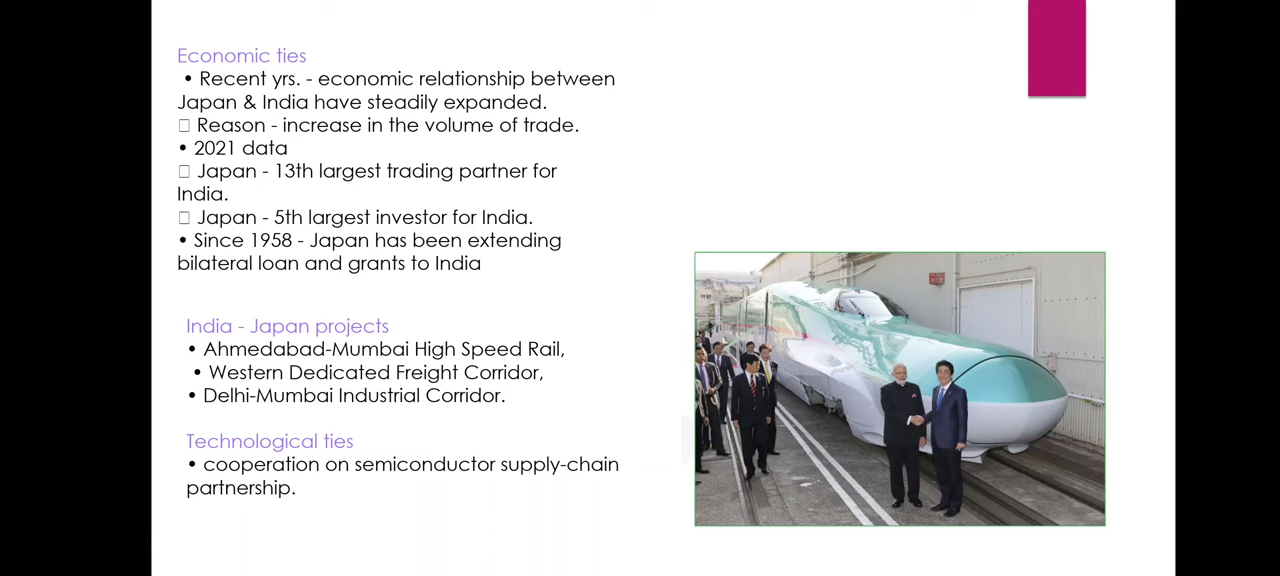 Economic ties
• Recent yrs. - economic relationship between
Japan & India have steadily expanded.
□ Reason - increase in the volume of trade.
• 2021 data
□ Japan - 13th largest trading partner for
India.
□ Japan - 5th largest investor for India.
• Since 1958 - Japan has been extending
bilateral loan and grants to India
India - Japan projects
• Ahmedabad-Mumbai High Speed Rail,
• Western Dedicated Freight Corridor,
• Delhi-Mumbai Industrial Corridor.
Technological ties
• cooperation on semiconductor supply-chain
partnership.